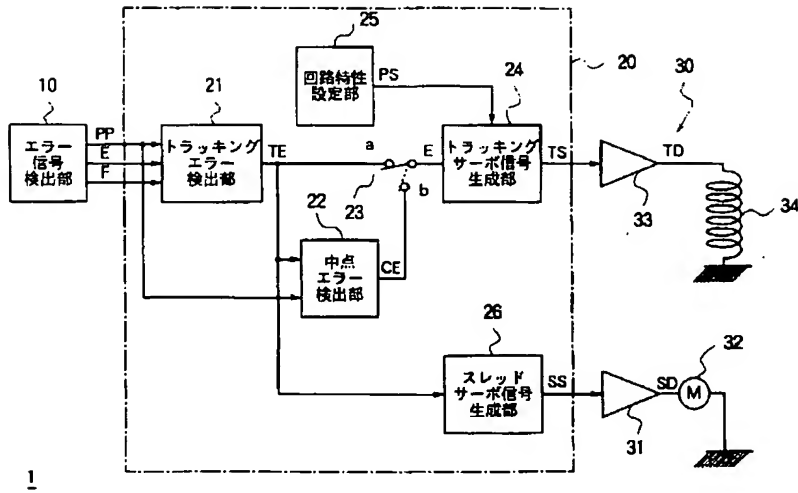 25
回路特性
設定部
PS
20
10
エラー
信号
検出部
PP
E
F
21
トラッキング
エラー
検出部
TE
a
E
b
23
24
トラッキング
サーボ信号
生成部
TS
30
33
TD
34
22
中点
エラー
検出部
CE
26
スレッド
サーボ信号
生成部
SS
31
SD
32
M
1